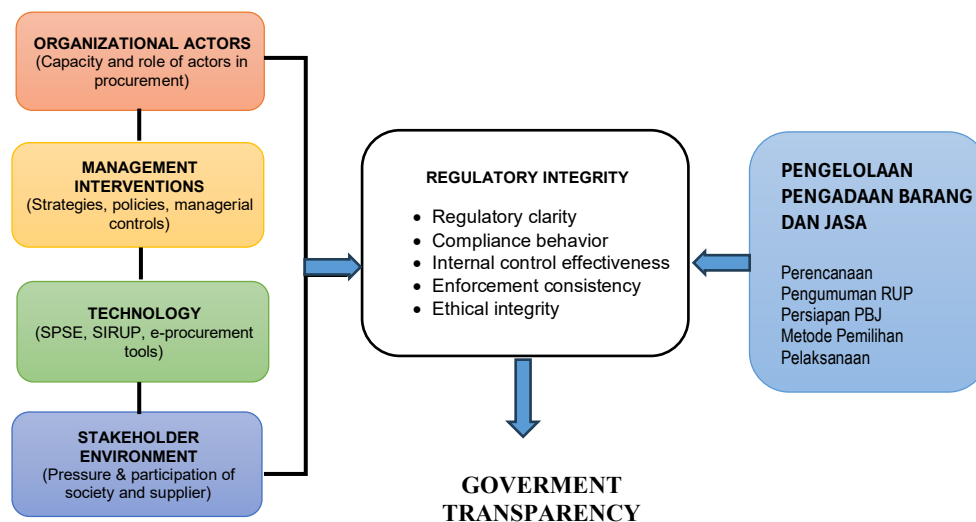 ORGANIZATIONAL ACTORS
(Capacity and role of actors in
procurement)
MANAGEMENT
INTERVENTIONS
(Strategies, policies, managerial
controls)
TECHNOLOGY
(SPSE, SIRUP, e-procurement
tools)
STAKEHOLDER
ENVIRONMENT
(Pressure & participation of
society and supplier)
REGULATORY INTEGRITY
• Regulatory clarity
• Compliance behavior
• Internal control effectiveness
• Enforcement consistency
• Ethical integrity
GOVERMENT
TRANSPARENCY
PENGELOLAAN
PENGADAAN BARANG
DAN JASA
Perencanaan
Pengumuman RUP
Persiapan PBJ
Metode Pemilihan
Pelaksanaan